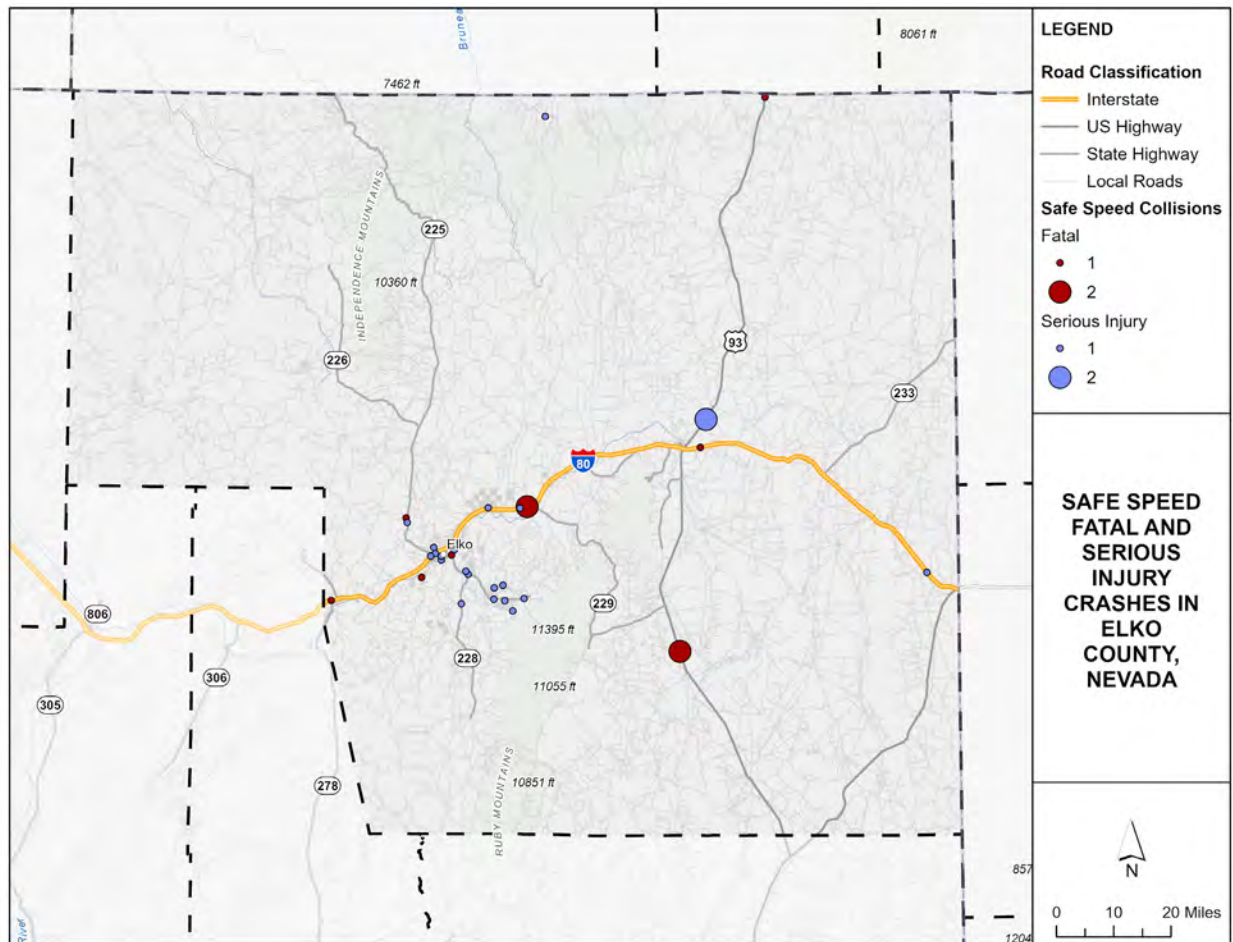 Brunea
8061 ft
7462 ft
INDEPENDENCE MOUNTAINS
225
10360 ft
226
93
233
80
Elko
806
229
11395 ft
228
306
11055 ft
305
278
10851 ft
RUBY MOUNTAINS
857
River
1204
LEGEND
Road Classification
Interstate
US Highway
State Highway
Local Roads
Safe Speed Collisions
Fatal
1
2
Serious Injury
1
2
SAFE SPEED
FATAL AND
SERIOUS
INJURY
CRASHES IN
ELKO
COUNTY,
NEVADA
N
0 10 20 Miles